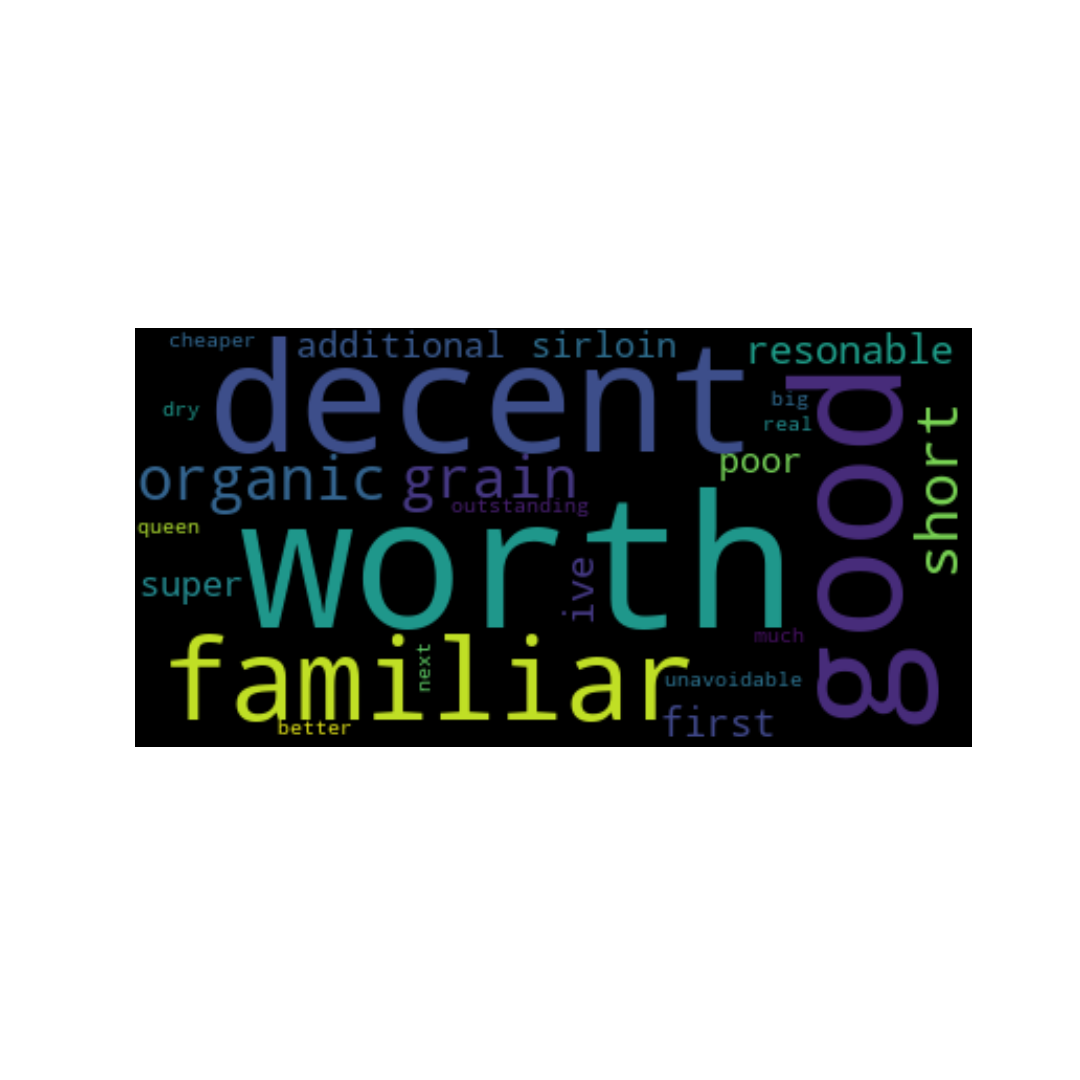 cheaper
additional
sirloin
resonable
decent
dry
big
real
good
short
poor
organic
grain
outstanding
queen
worth
super
ive
much
familiar
next
unavoidable
first
better